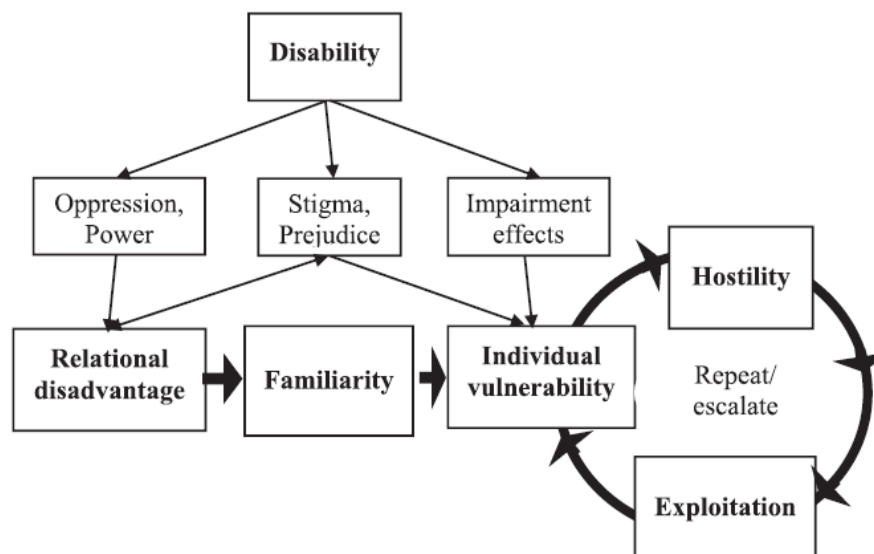 Disability
Oppression,
Power
Stigma,
Prejudice
Impairment
effects
Hostility
Relational
disadvantage
Familiarity
Individual
vulnerability
Repeat/
escalate
Exploitation